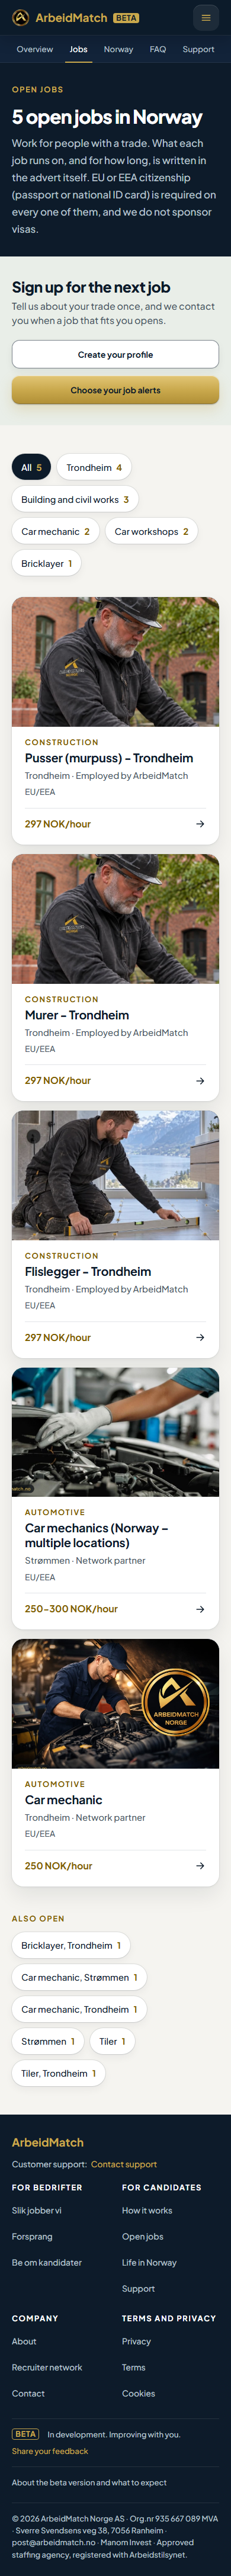 ArbeidMatch BETA
Overview Jobs Norway FAQ Support
OPEN JOBS
5 open jobs in Norway
Work for people with a trade. What each
job runs on, and for how long, is written in
the advert itself. EU or EEA citizenship
(passport or national ID card) is required on
every one of them, and we do not sponsor
visas.
Sign up for the next job
Tell us about your trade once, and we contact
you when a job that fits you opens.
Create your profile
Choose your job alerts
All 5 Trondheim 4
Building and civil works 3
Car mechanic 2 Car workshops 2
Bricklayer 1
CONSTRUCTION
Pusser (murpuss) - Trondheim
Trondheim · Employed by ArbeidMatch
EU/EEA
297 NOK/hour →
CONSTRUCTION
Murer - Trondheim
Trondheim · Employed by ArbeidMatch
EU/EEA
297 NOK/hour →
CONSTRUCTION
Flislegger - Trondheim
Trondheim · Employed by ArbeidMatch
EU/EEA
297 NOK/hour →
AUTOMOTIVE
Car mechanics (Norway –
multiple locations)
Strømmen · Network partner
EU/EEA
250–300 NOK/hour →
ARBEIDMATCH
NORGE
AUTOMOTIVE
Car mechanic
Trondheim · Network partner
EU/EEA
250 NOK/hour →
ALSO OPEN
Bricklayer, Trondheim 1
Car mechanic, Strømmen 1
Car mechanic, Trondheim 1
Strømmen 1 Tiler 1
Tiler, Trondheim 1
ArbeidMatch
Customer support: Contact support
FOR BEDRIFTER
Slik jobber vi
Forsprang
Be om kandidater
FOR CANDIDATES
How it works
Open jobs
Life in Norway
Support
COMPANY
About
Recruiter network
Contact
TERMS AND PRIVACY
Privacy
Terms
Cookies
BETA In development. Improving with you.
Share your feedback
About the beta version and what to expect
© 2026 ArbeidMatch Norge AS · Org.nr 935 667 089 MVA
· Sverre Svendsens veg 38, 7056 Ranheim ·
post@arbeidmatch.no · Manom Invest · Approved
staffing agency, registered with Arbeidstilsynet.